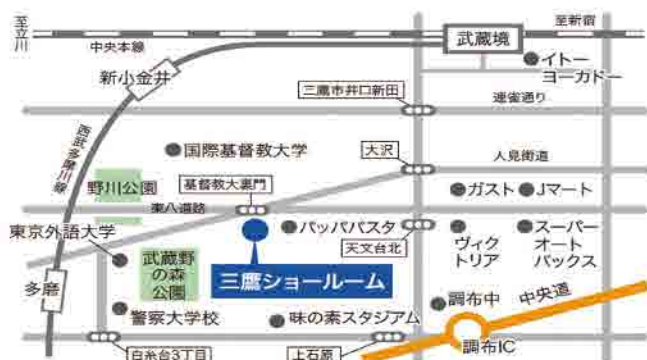 至立川
中央本線
武蔵境
至新宿
イトー
ヨーカドー
新小金井
三鷹市井口新田
連雀通り
西武多摩川線
国際基督教大学
大沢
人見街道
野川公園
基督教大裏門
ガスト
Jマート
東八道路
東京外語大学
パッパパスタ
天文台北
ヴィク
トリア
スーパー
オート
バックス
武蔵野
の森
公園
三鷹ショールーム
多磨
調布中
中央道
警察大学校
味の素スタジアム
白糸台3丁目
上石原
調布IC